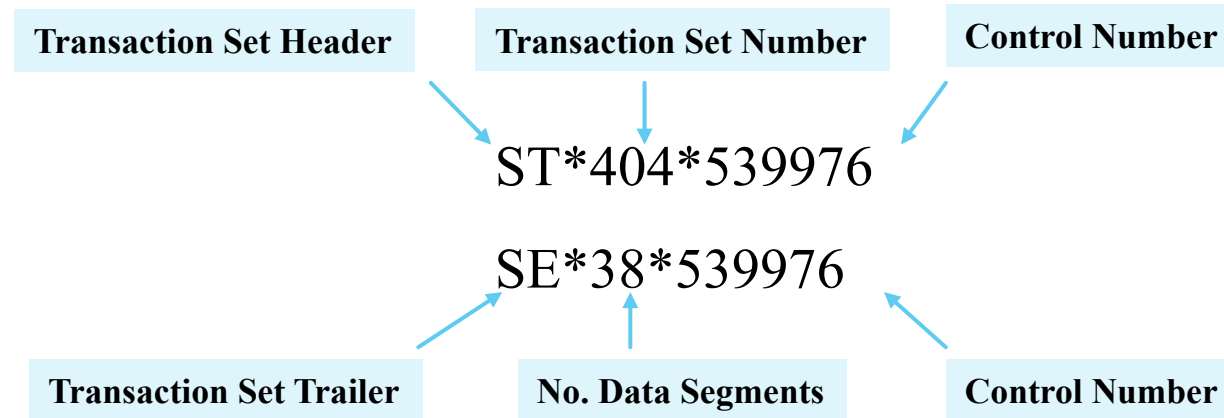 Transaction Set Header Transaction Set Number Control Number
ST*404*539976
SE*38*539976
Transaction Set Trailer No. Data Segments Control Number